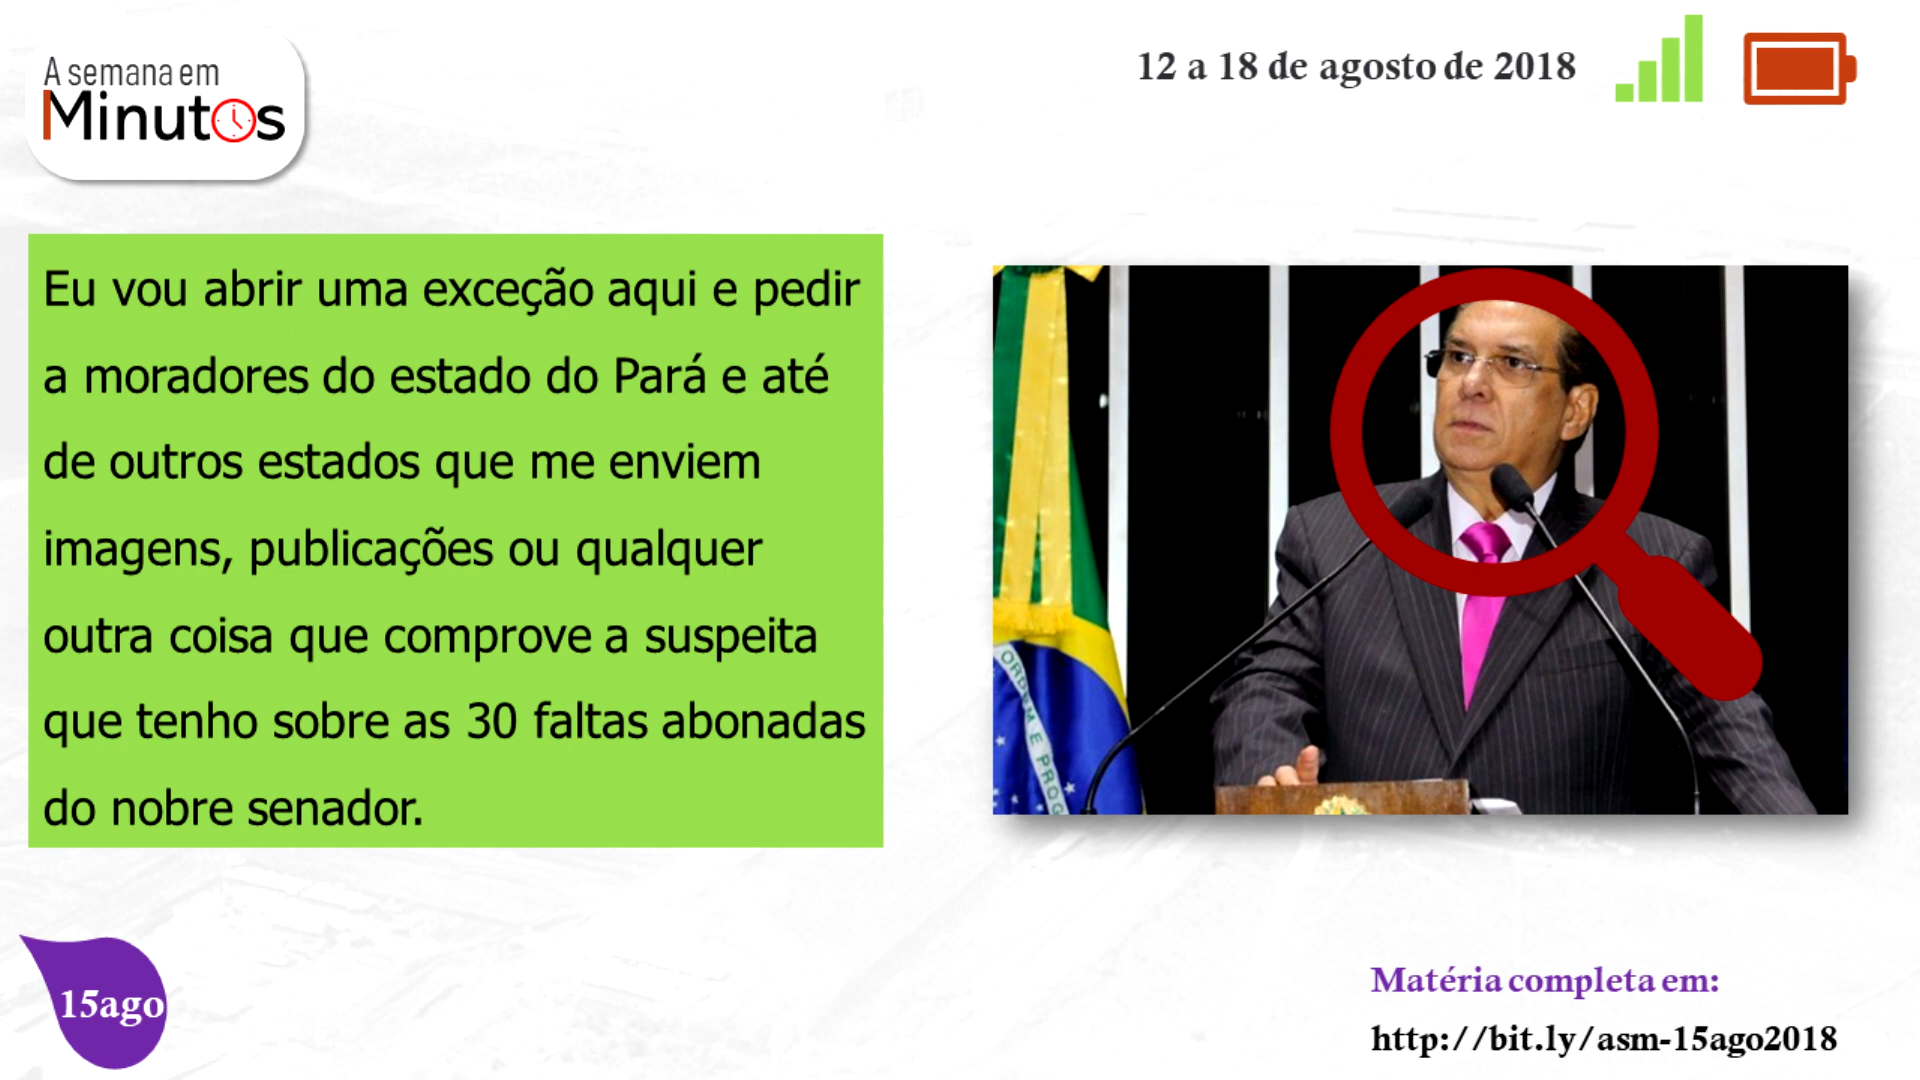 A semana em
Minutos
12 a 18 de agosto de 2018
Eu vou abrir uma exceção aqui e pedir
a moradores do estado do Pará e até
de outros estados que me enviem
imagens, publicações ou qualquer
outra coisa que comprove a suspeita
que tenho sobre as 30 faltas abonadas
do nobre senador.
ORDEM E PROG
15ago
Matéria completa em:
http://bit.ly/asm-15ago2018